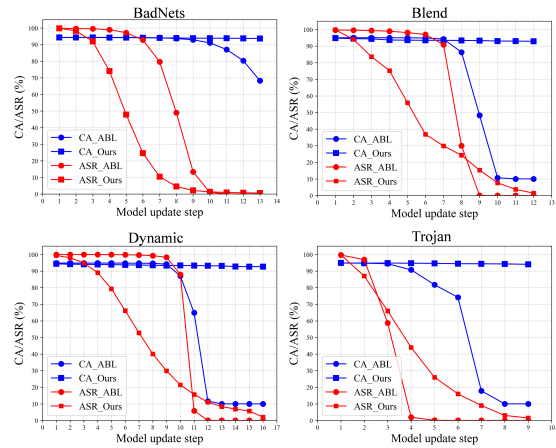 BadNets
CA/ASR (%)
100
90
80
70
60
50
40
30
20
10
0
CA_ABL
CA_Ours
ASR_ABL
ASR_Ours
0 1 2 3 4 5 6 7 8 9 10 11 12 13 14
Model update step
Blend
CA/ASR (%)
100
90
80
70
60
50
40
30
20
10
0
CA_ABL
CA_Ours
ASR_ABL
ASR_Ours
0 1 2 3 4 5 6 7 8 9 10 11 12 13
Model update step
Dynamic
CA/ASR (%)
100
90
80
70
60
50
40
30
20
10
0
CA_ABL
CA_Ours
ASR_ABL
ASR_Ours
0 1 2 3 4 5 6 7 8 9 10 11 12 13 14 15 16 17
Model update step
Trojan
CA/ASR (%)
100
90
80
70
60
50
40
30
20
10
0
CA_ABL
CA_Ours
ASR_ABL
ASR_Ours
0 1 2 3 4 5 6 7 8 9 10
Model update step